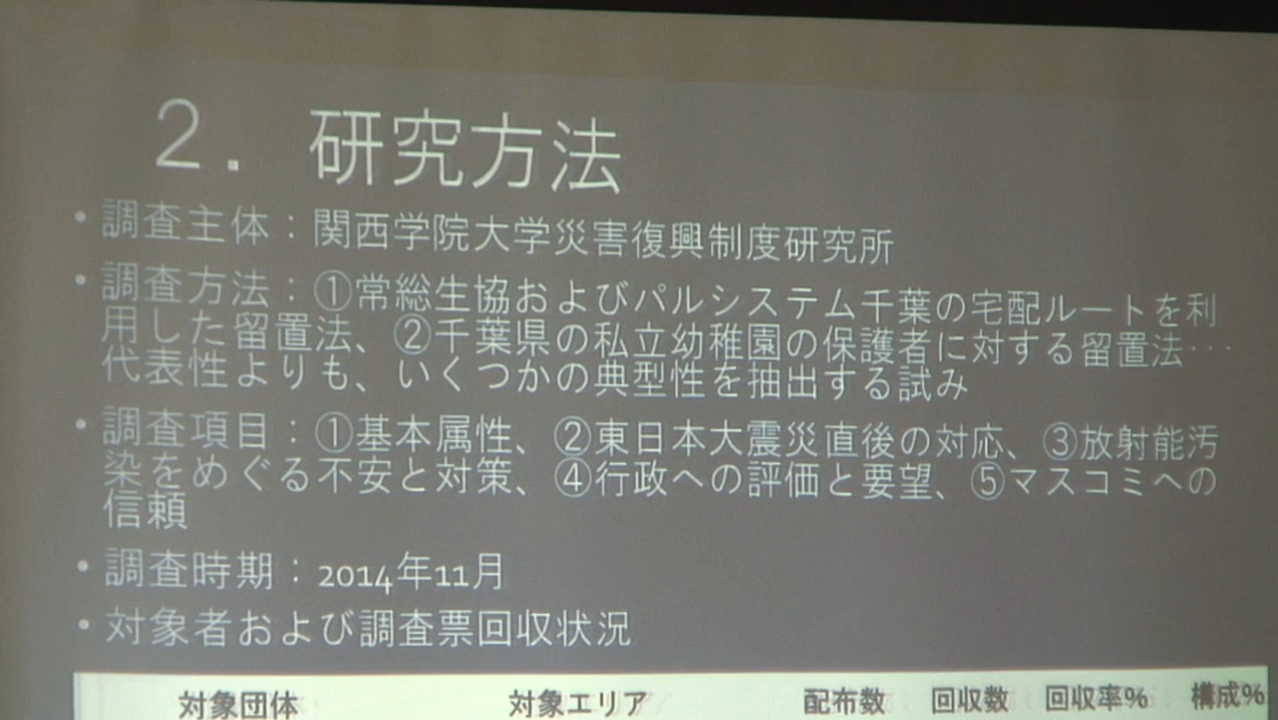 2. 研究方法
• 調査主体：関西学院大学災害復興制度研究所
• 調査方法：①常総生協およびパルシステム千葉の宅配ルートを利
用した留置法、②千葉県の私立幼稚園の保護者に対する留置法…
代表性よりも、いくつかの典型性を抽出する試み
• 調査項目：①基本属性、②東日本大震災直後の対応、③放射能汚
染をめぐる不安と対策、④行政への評価と要望、⑤マスコミへの
信頼
• 調査時期：2014年11月
• 対象者および調査票回収状況
対象団体 対象エリア 配布数 回収数 回収率% 構成%